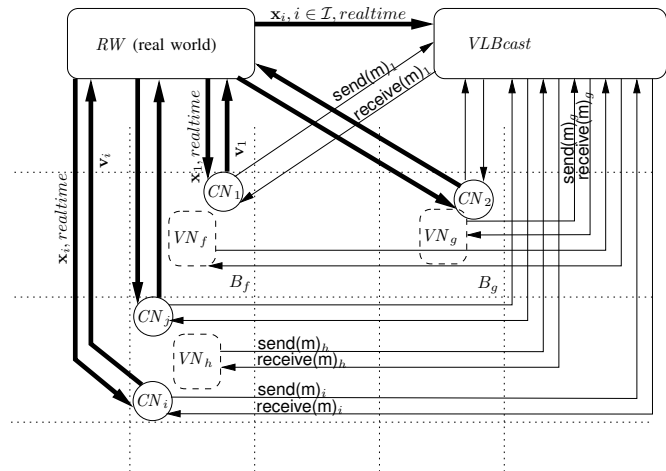 x_i, i ∈ I, realtime
RW (real world)
VLBcast
send(m)_1
receive(m)_1
x_i, realtime
v_i
x_1, realtime
v_1
send(m)_g
receive(m)_g
CN_1
CN_2
VN_f
VN_g
B_f
B_g
CN_j
VN_h
send(m)_h
receive(m)_h
CN_i
send(m)_i
receive(m)_i